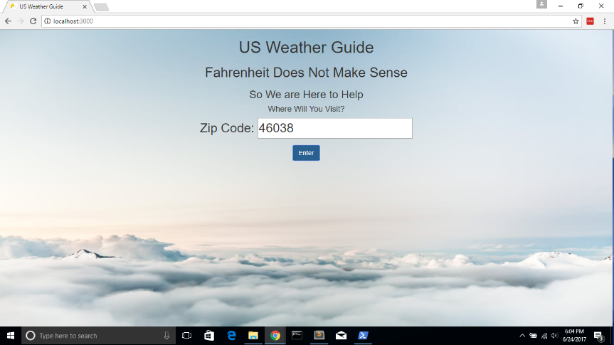 US Weather Guide
localhost:3000
US Weather Guide
Fahrenheit Does Not Make Sense
So We are Here to Help
Where Will You Visit?
Zip Code: 46038
Enter
Type here to search
6:04 PM
6/24/2017